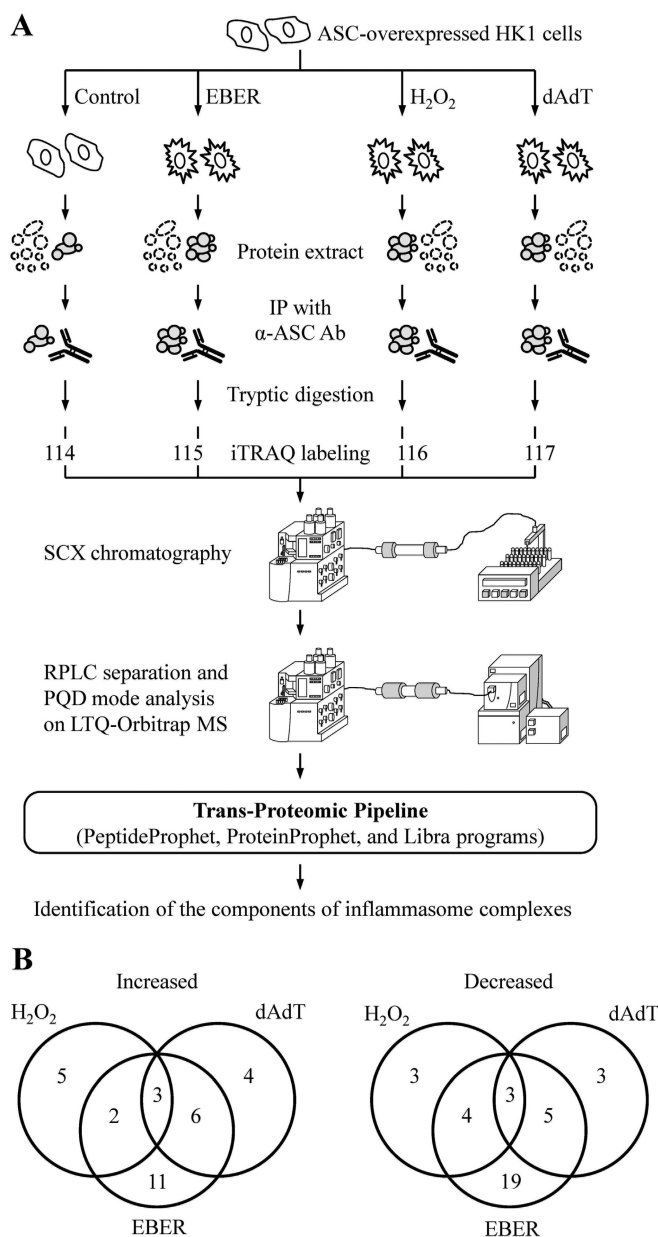 A
ASC-overexpressed HK1 cells
Control EBER H₂O₂ dAdT
Protein extract
IP with
α-ASC Ab
Tryptic digestion
114 115 iTRAQ labeling 116 117
SCX chromatography
RPLC separation and
PQD mode analysis
on LTQ-Orbitrap MS
Trans-Proteomic Pipeline
(PeptideProphet, ProteinProphet, and Libra programs)
Identification of the components of inflammasome complexes
B
Increased
H₂O₂ dAdT
5 3 4
2 6
11
EBER
Decreased
H₂O₂ dAdT
3 3 3
4 5
19
EBER